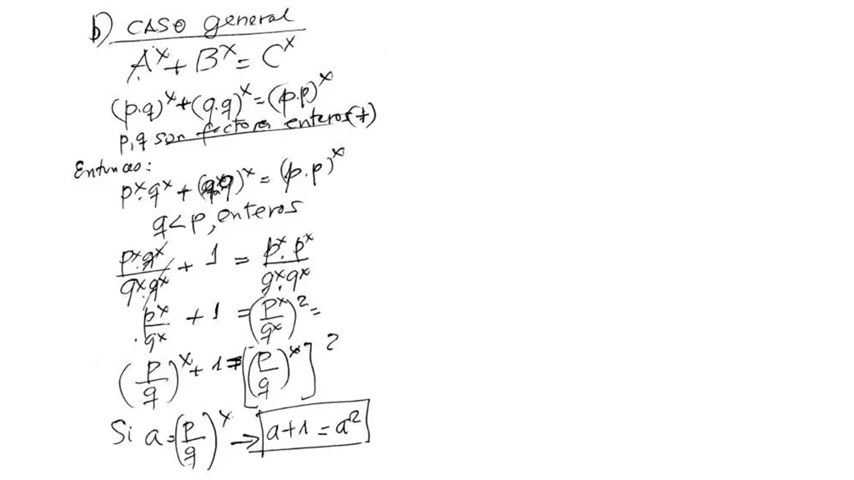 b) CASO general
A^x + B^x = C^x
(p.q)^x + (q.q)^x = (p.p)^x
p, q son factores enteros (+)
Entonces:
p^x. q^x + (q.q)^x = (p.p)^x
q < p, enteros
p^x. q^x / q^x. q^x + 1 = p^x. p^x / q^x. q^x
p^x / q^x + 1 = (p^x / q^x)^2 =
(p / q)^x + 1 = [(p / q)^x]^2
Si a = (p / q)^x → a + 1 = a^2